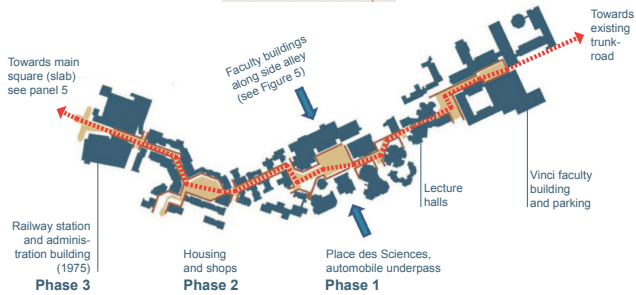 Towards
existing
trunk-
road
Towards main
square (slab)
see panel 5
Faculty buildings
along side alley
(see Figure 5)
Lecture
halls
Vinci faculty
building
and parking
Railway station
and adminis-
tration building
(1975)
Phase 3
Housing
and shops
Phase 2
Place des Sciences,
automobile underpass
Phase 1